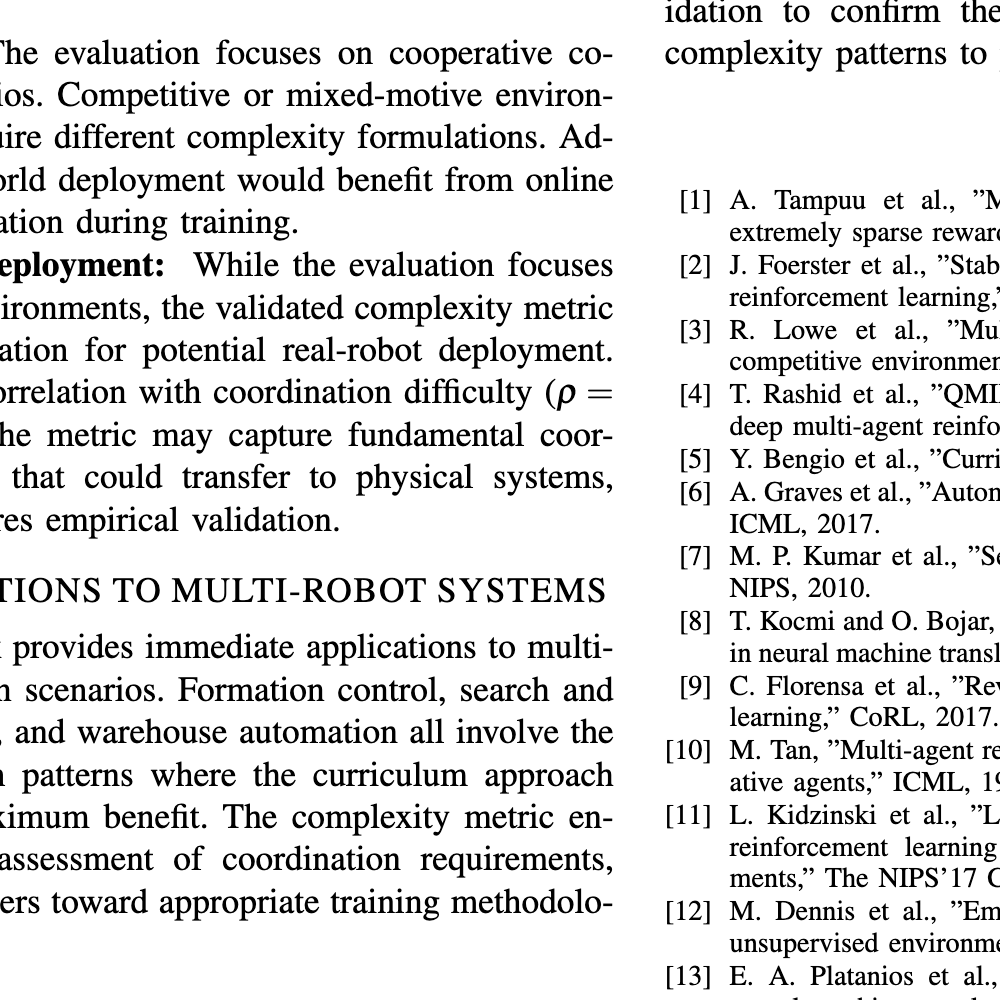 The evaluation focuses on cooperative co-
ios. Competitive or mixed-motive environ-
uire different complexity formulations. Ad-
orld deployment would benefit from online
ation during training.
eployment: While the evaluation focuses
ironments, the validated complexity metric
ation for potential real-robot deployment.
orrelation with coordination difficulty (ρ =
he metric may capture fundamental coor-
that could transfer to physical systems,
res empirical validation.
TIONS TO MULTI-ROBOT SYSTEMS
provides immediate applications to multi-
n scenarios. Formation control, search and
, and warehouse automation all involve the
n patterns where the curriculum approach
ximum benefit. The complexity metric en-
assessment of coordination requirements,
ers toward appropriate training methodolo-
idation to confirm the
complexity patterns to
[1] A. Tampuu et al., ”M
extremely sparse reward
[2] J. Foerster et al., ”Stab
reinforcement learning,”
[3] R. Lowe et al., ”Mul
competitive environmen
[4] T. Rashid et al., ”QMI
deep multi-agent reinfo
[5] Y. Bengio et al., ”Curri
[6] A. Graves et al., ”Auton
ICML, 2017.
[7] M. P. Kumar et al., ”Se
NIPS, 2010.
[8] T. Kocmi and O. Bojar,
in neural machine transl
[9] C. Florensa et al., ”Rev
learning,” CoRL, 2017.
[10] M. Tan, ”Multi-agent re
ative agents,” ICML, 19
[11] L. Kidzinski et al., ”L
reinforcement learning
ments,” The NIPS’17 C
[12] M. Dennis et al., ”Em
unsupervised environme
[13] E. A. Platanios et al.,